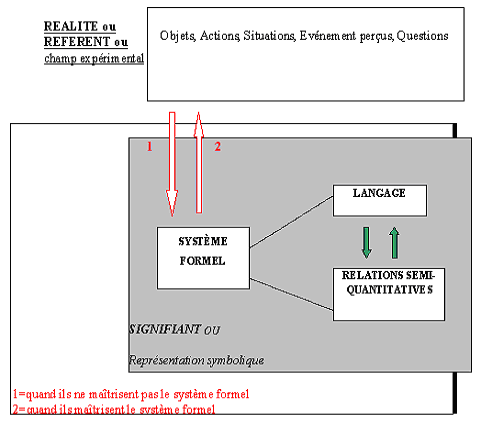 REALITE ou
REFERENT ou
champ expérimental
Objets, Actions, Situations, Evénement perçus, Questions
1
2
LANGAGE
SYSTÈME
FORMEL
RELATIONS SEMI-
QUANTITATIVES
SIGNIFIANT OU
Représentation symbolique
1=quand ils ne maîtrisent pas le système formel
2=quand ils maîtrisent le système formel